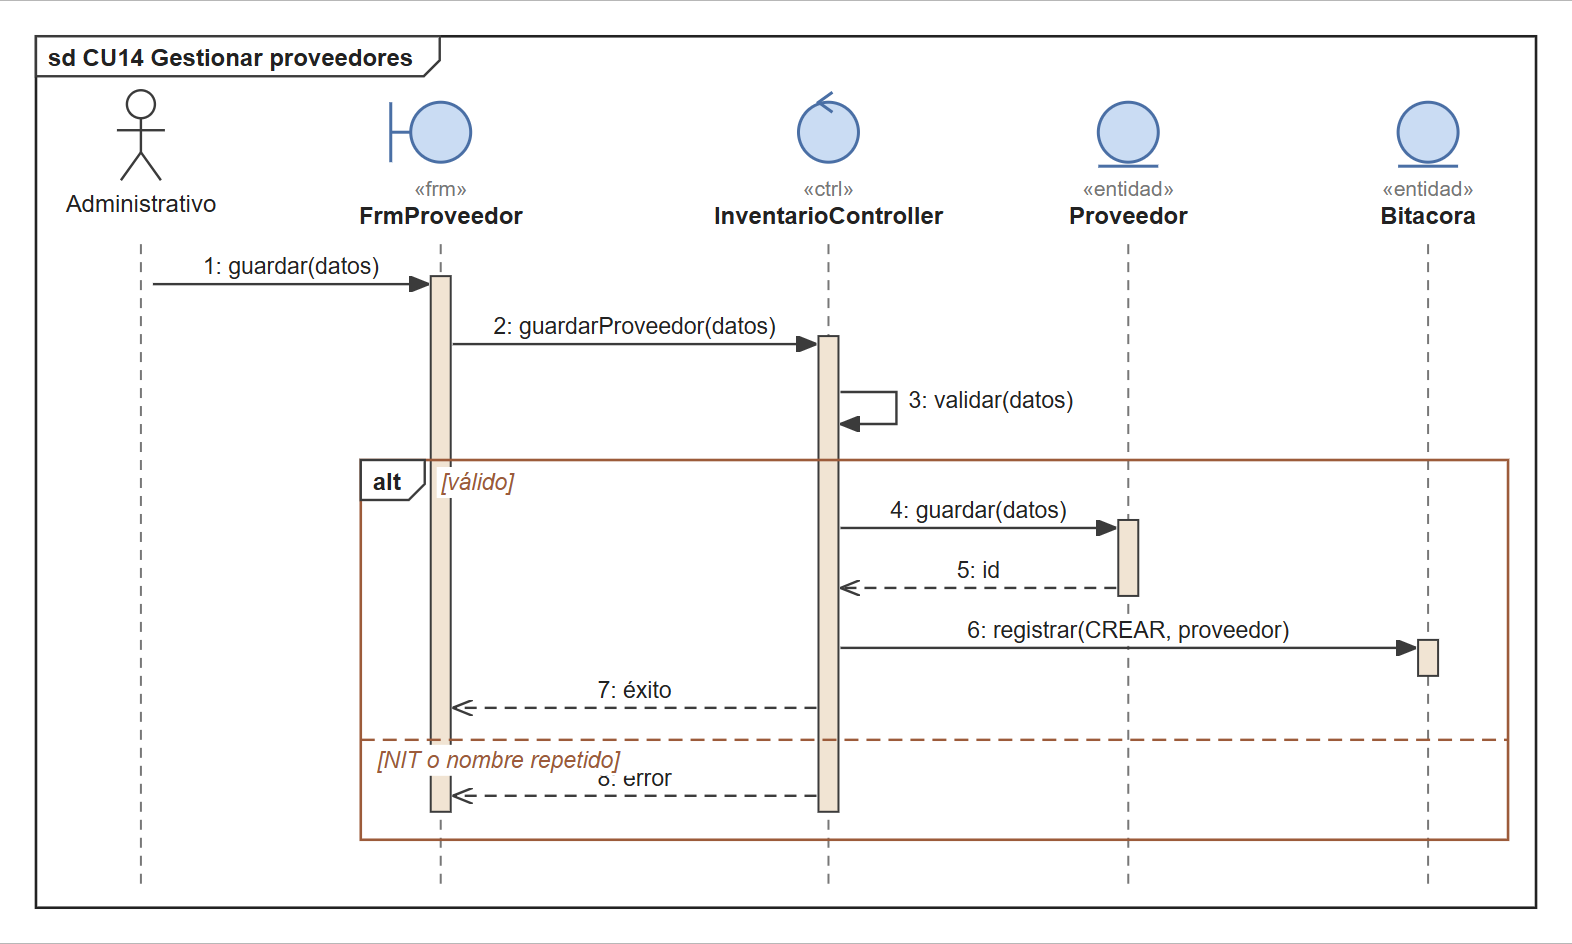 sd CU14 Gestionar proveedores
Administrativo
«frm»
FrmProveedor
«ctrl»
InventarioController
«entidad»
Proveedor
«entidad»
Bitacora
1: guardar(datos)
2: guardarProveedor(datos)
3: validar(datos)
alt
[válido]
4: guardar(datos)
5: id
6: registrar(CREAR, proveedor)
7: éxito
[NIT o nombre repetido]
8: error